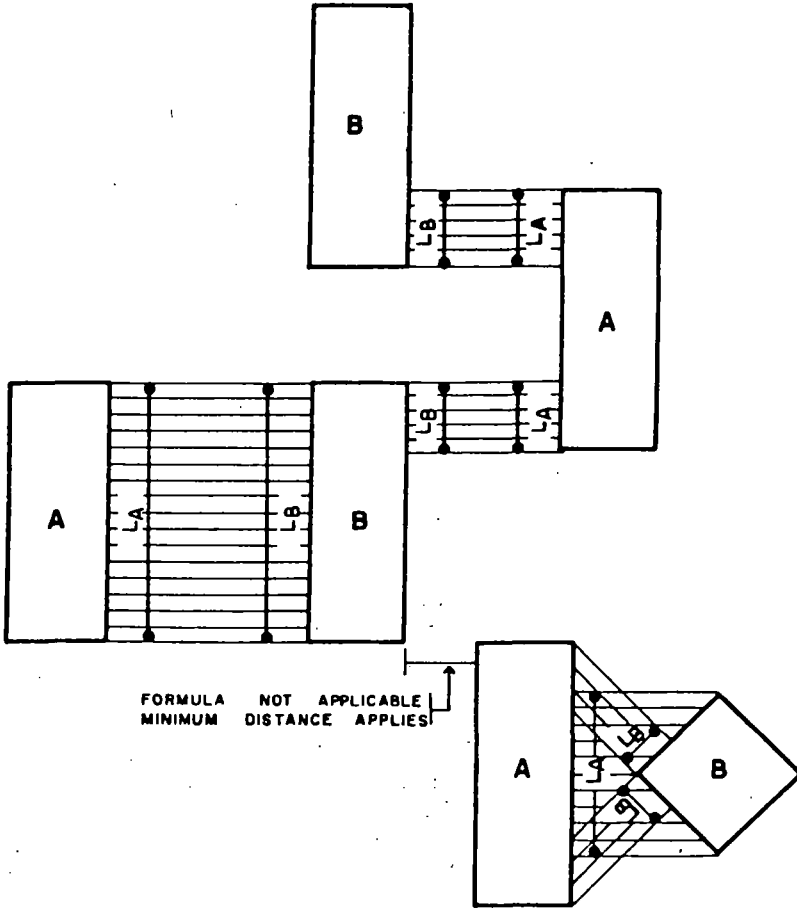 B
LB LA
A
LB LA
A LA LB B
FORMULA NOT APPLICABLE
MINIMUM DISTANCE APPLIES
LB
A LA B
LB